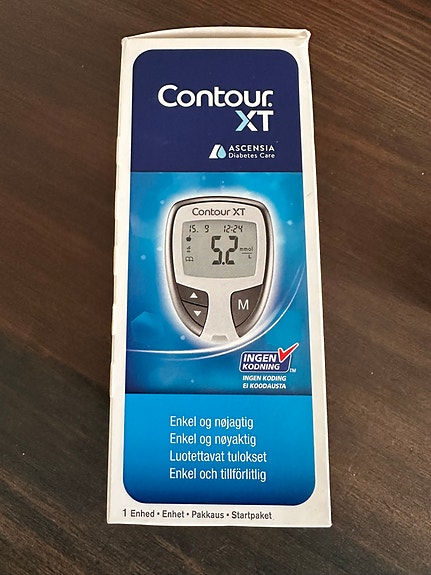 Contour®
XT
ASCENSIA
Diabetes Care
Contour XT
15. 9 12:24
5.2 mmol/L
M
INGEN
KODNING™
INGEN KODING
EI KOODAUSTA
Enkel og nøjagtig
Enkel og nøyaktig
Luotettavat tulokset
Enkel och tillförlitlig
1 Enhed • Enhet • Pakkaus • Startpaket